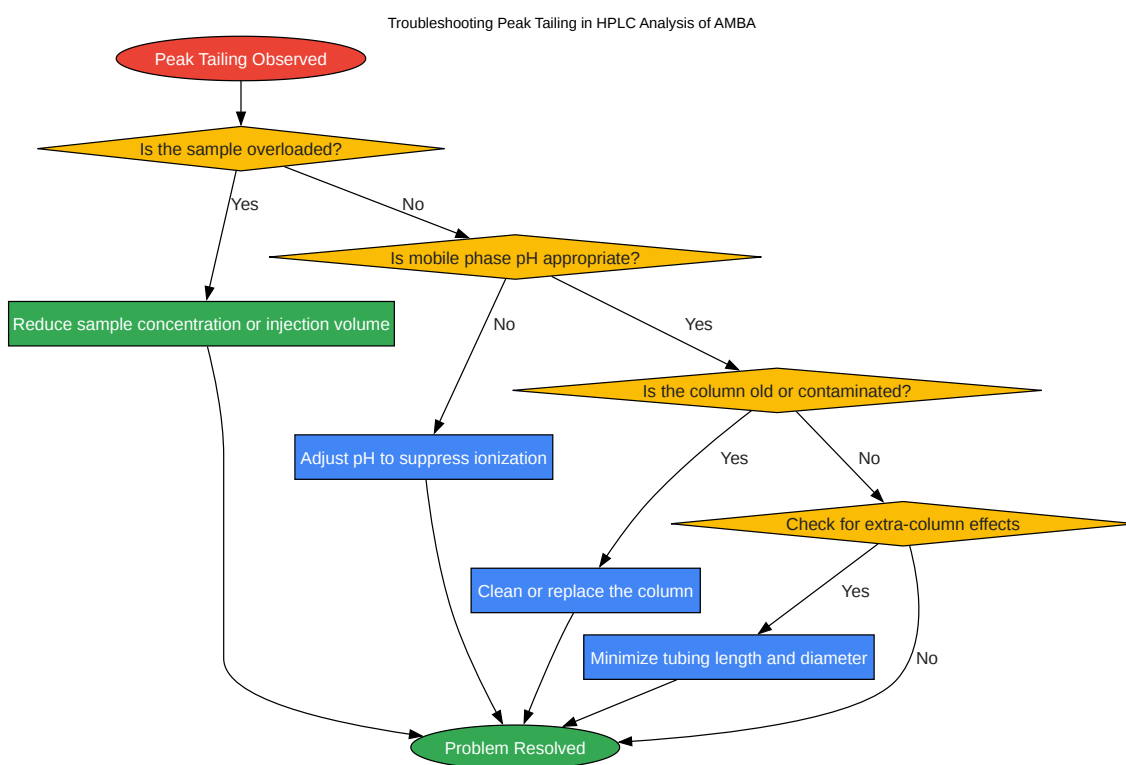 Troubleshooting Peak Tailing in HPLC Analysis of AMBA
Peak Tailing Observed
Is the sample overloaded?
Yes
No
Is mobile phase pH appropriate?
Reduce sample concentration or injection volume
No
Yes
Is the column old or contaminated?
Adjust pH to suppress ionization
Yes
No
Check for extra-column effects
Clean or replace the column
Yes
Minimize tubing length and diameter
No
Problem Resolved